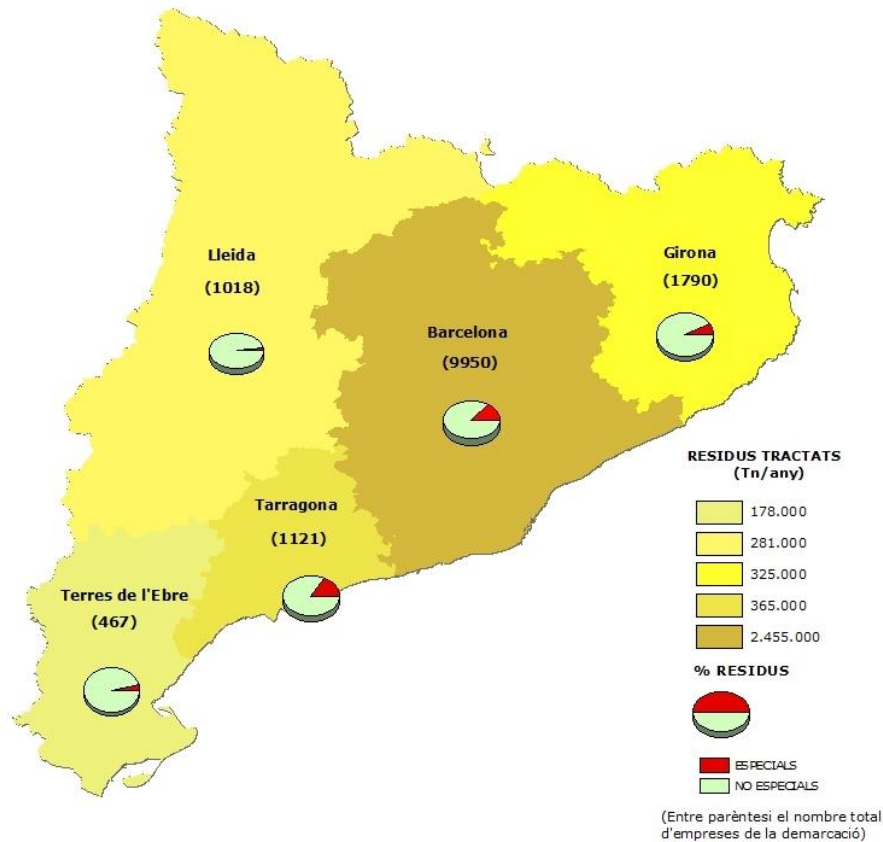 Lleida
(1018)
Girona
(1790)
Barcelona
(9950)
Tarragona
(1121)
Terres de l'Ebre
(467)
RESIDUS TRACTATS
(Tn/any)
178.000
281.000
325.000
365.000
2.455.000
% RESIDUS
ESPECIALS
NO ESPECIALS
(Entre parèntesi el nombre total
d'empreses de la demarcació)